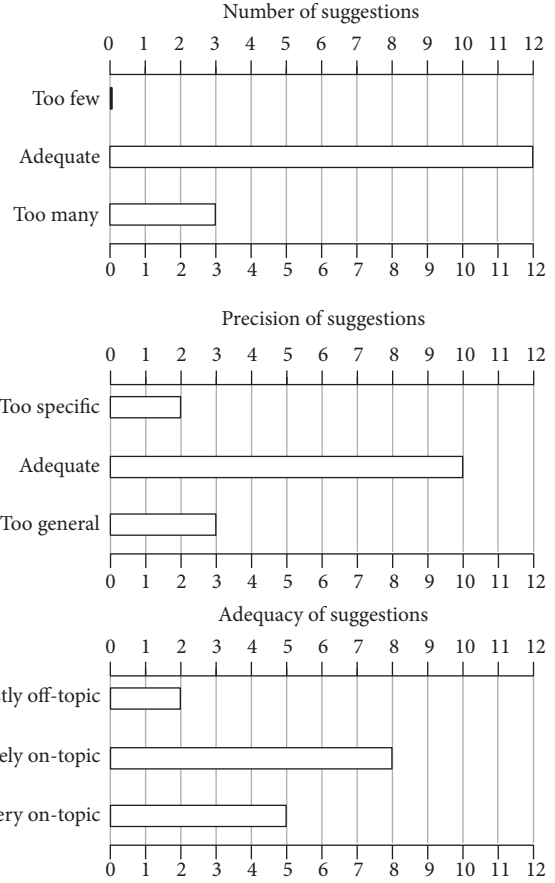 Number of suggestions
0 1 2 3 4 5 6 7 8 9 10 11 12
Too few
Adequate
Too many
0 1 2 3 4 5 6 7 8 9 10 11 12
Precision of suggestions
0 1 2 3 4 5 6 7 8 9 10 11 12
Too specific
Adequate
Too general
0 1 2 3 4 5 6 7 8 9 10 11 12
Adequacy of suggestions
0 1 2 3 4 5 6 7 8 9 10 11 12
off-topic
on-topic
on-topic
0 1 2 3 4 5 6 7 8 9 10 11 12